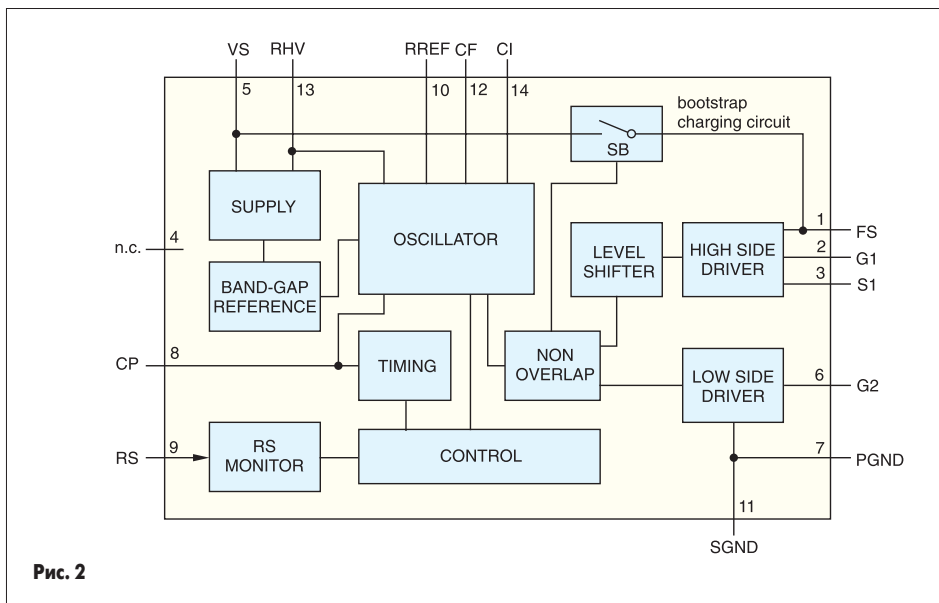 VS RHV RREF CF CI
5 13 10 12 14
bootstrap
charging circuit
SB
SUPPLY
OSCILLATOR
LEVEL
SHIFTER
HIGH SIDE
DRIVER
1 FS
2 G1
3 S1
n.c. 4
BAND-GAP
REFERENCE
CP 8
TIMING
NON
OVERLAP
LOW SIDE
DRIVER
6 G2
RS 9
RS
MONITOR
CONTROL
7 PGND
11
SGND
Рис. 2